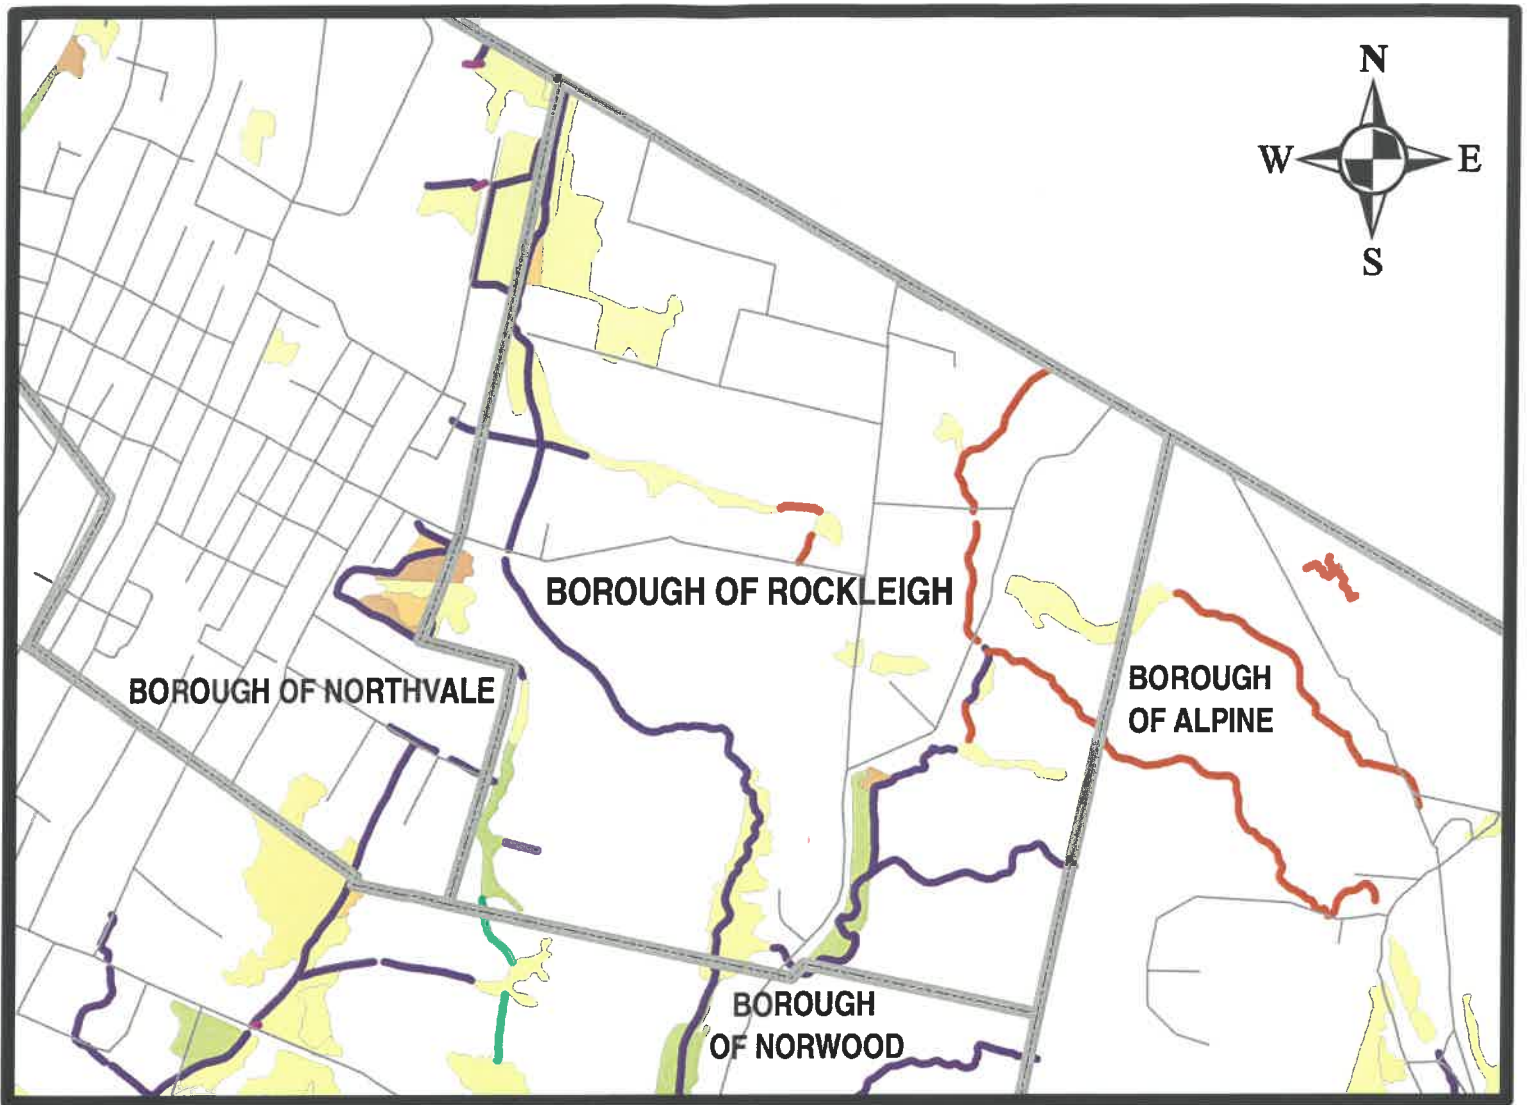 N
W E
S
BOROUGH OF ROCKLEIGH
BOROUGH OF NORTHVALE
BOROUGH
OF ALPINE
BOROUGH
OF NORWOOD